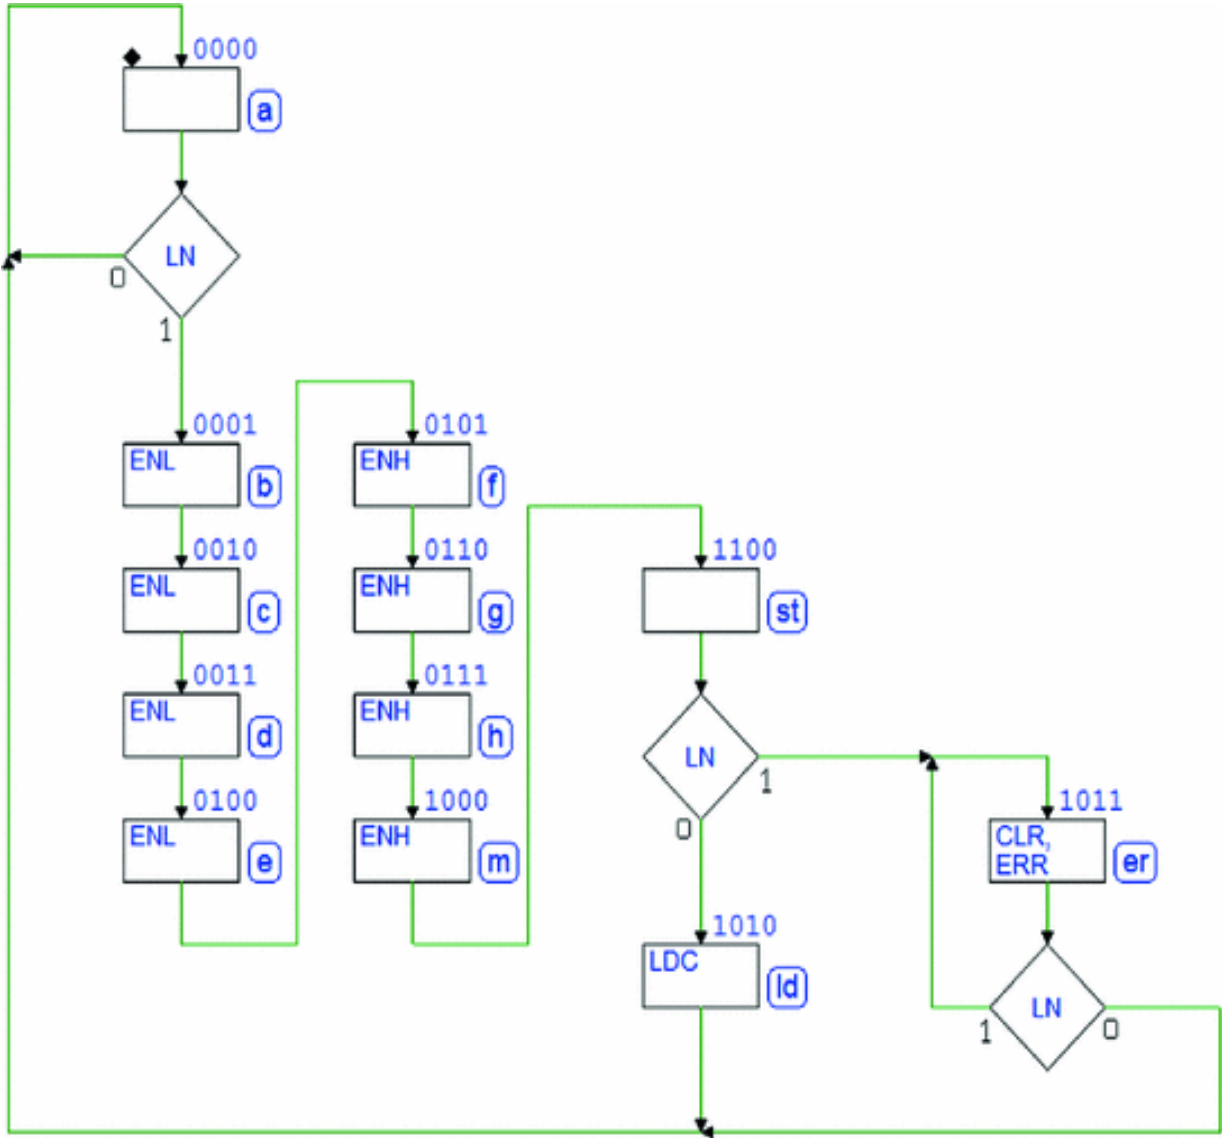 0000
a
LN
0
1
0001
ENL
b
0010
ENL
c
0011
ENL
d
0100
ENL
e
0101
ENH
f
0110
ENH
g
0111
ENH
h
1000
ENH
m
1100
st
LN
1
0
1010
LDC
ld
1011
CLR,
ERR
er
LN
1
0